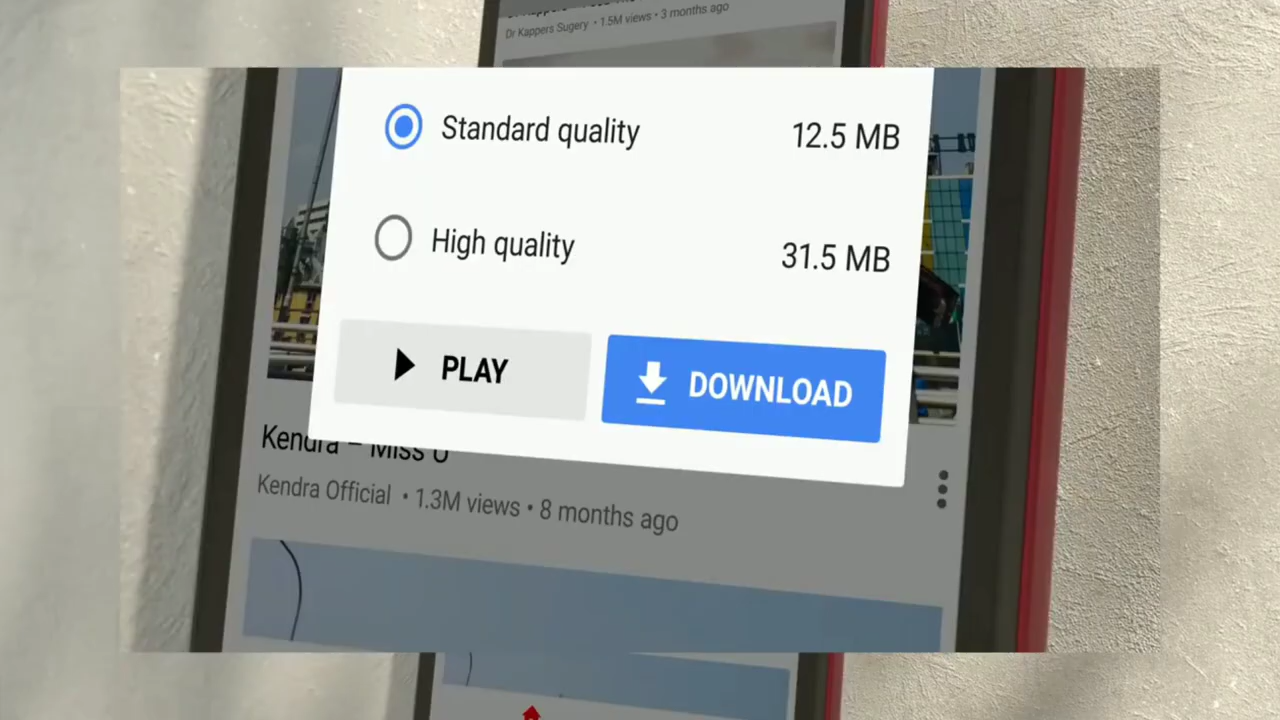 Dr Kappers Sugery • 1.5M views • 3 months ago
Standard quality 12.5 MB
High quality 31.5 MB
PLAY DOWNLOAD
Kendra – Miss U
Kendra Official • 1.3M views • 8 months ago